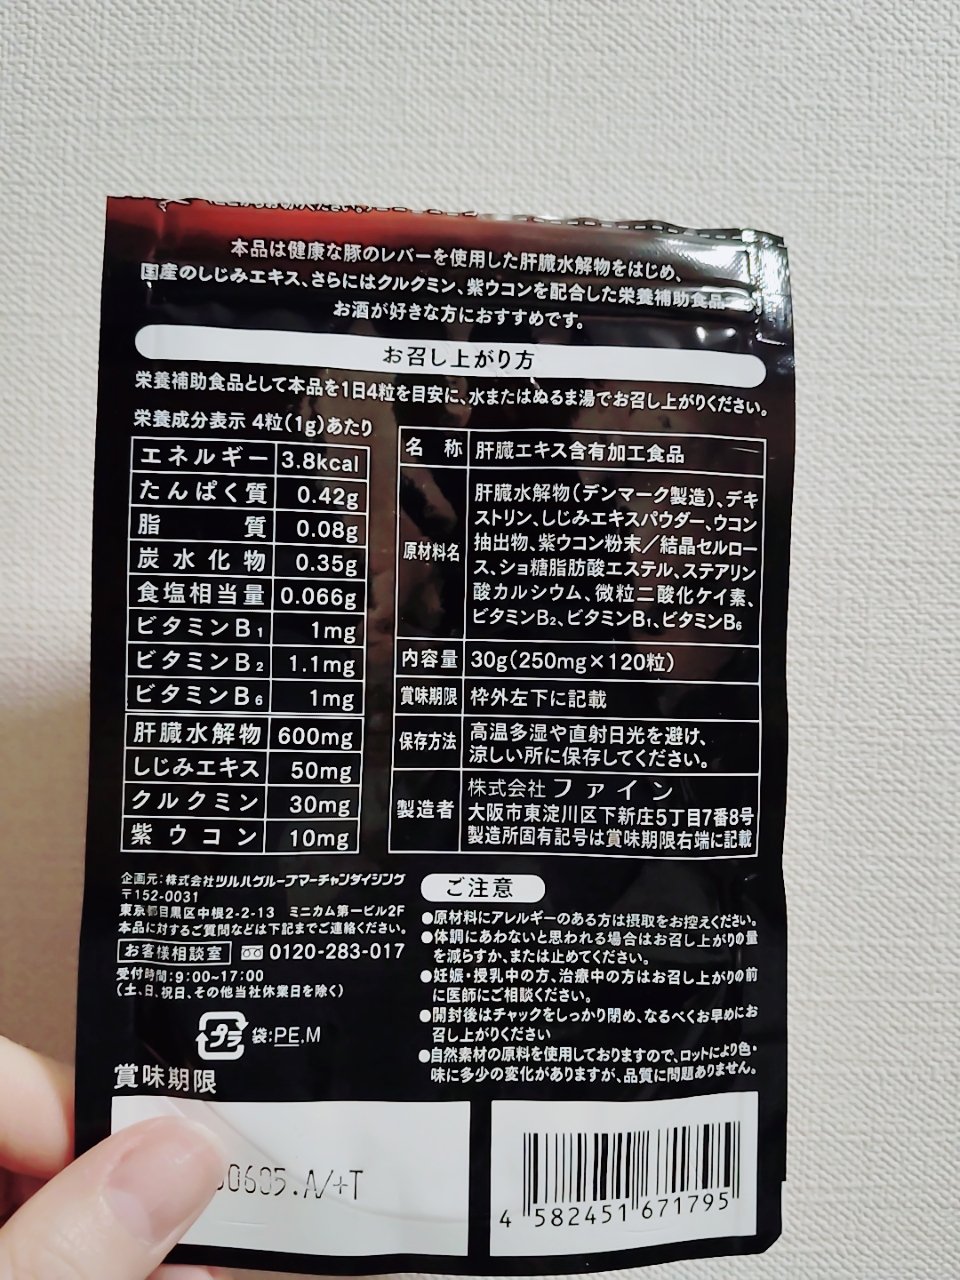 本品は健康な豚のレバーを使用した肝臓水解物をはじめ、
国産のしじみエキス、さらにはクルクミン、紫ウコンを配合した栄養補助食品
お酒が好きな方におすすめです。
お召し上がり方
栄養補助食品として本品を1日4粒を目安に、水またはぬるま湯でお召し上がりください。
栄養成分表示 4粒(1g)あたり
エネルギー 3.8kcal
たんぱく質 0.42g
脂質 0.08g
炭水化物 0.35g
食塩相当量 0.066g
ビタミンB1 1mg
ビタミンB2 1.1mg
ビタミンB6 1mg
肝臓水解物 600mg
しじみエキス 50mg
クルクミン 30mg
紫ウコン 10mg
名称 肝臓エキス含有加工食品
原材料名 肝臓水解物(デンマーク製造)、デキ
ストリン、しじみエキスパウダー、ウコン
抽出物、紫ウコン粉末/結晶セルロー
ス、ショ糖脂肪酸エステル、ステアリン
酸カルシウム、微粒二酸化ケイ素、
ビタミンB2、ビタミンB1、ビタミンB6
内容量 30g(250mg×120粒)
賞味期限 枠外左下に記載
保存方法 高温多湿や直射日光を避け、
涼しい所に保存してください。
製造者 株式会社ファイン
大阪市東淀川区下新庄5丁目7番8号
製造所固有記号は賞味期限右端に記載
企画元:株式会社ツルハグループマーチャンダイジング
〒152-0031
東京都目黒区中根2-2-13 ミニカム第一ビル2F
本品に対するご質問などは下記までご連絡ください。
お客様相談室 0120-283-017
受付時間:9:00~17:00
(土、日、祝日、その他当社休業日を除く)
プラ 袋:PE,M
賞味期限
0605.A/+T
ご注意
●原材料にアレルギーのある方は摂取をお控えください。
●体調にあわないと思われる場合はお召し上がりの量
を減らすか、または止めてください。
●妊娠・授乳中の方、治療中の方はお召し上がりの前
に医師にご相談ください。
●開封後はチャックをしっかり閉め、なるべくお早めにお
召し上がりください
●自然素材の原料を使用しておりますので、ロットにより色・
味に多少の変化がありますが、品質に問題ありません。
4 582451 671795